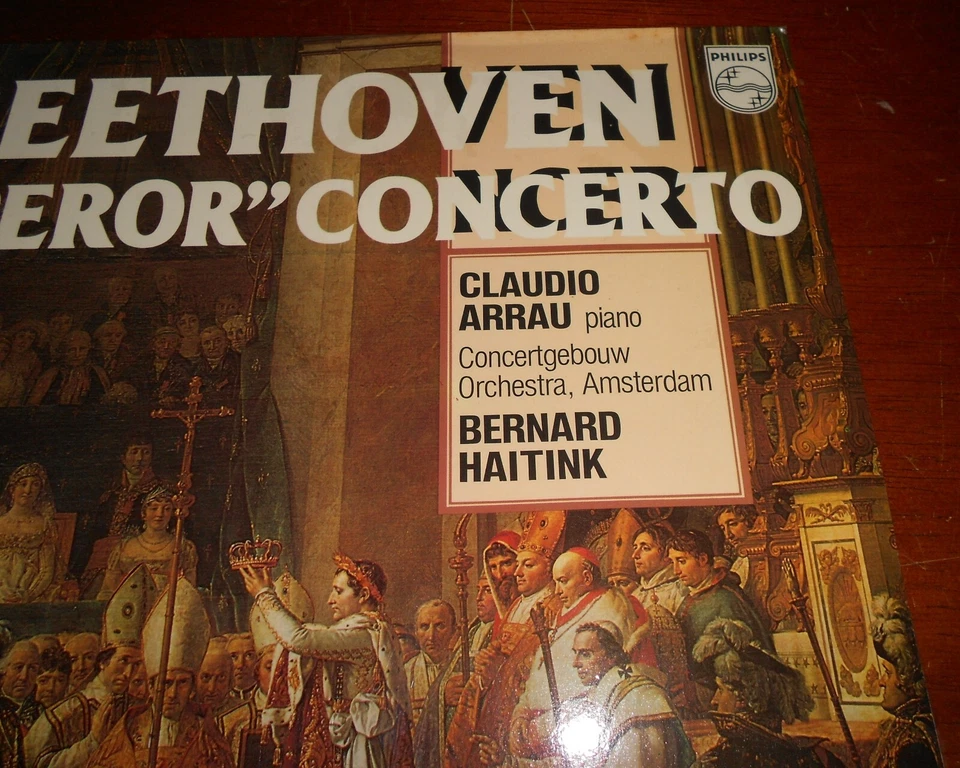 EETHOVEN
EROR” CONCERTO
PHILIPS
CLAUDIO
ARRAU piano
Concertgebouw
Orchestra, Amsterdam
BERNARD
HAITINK